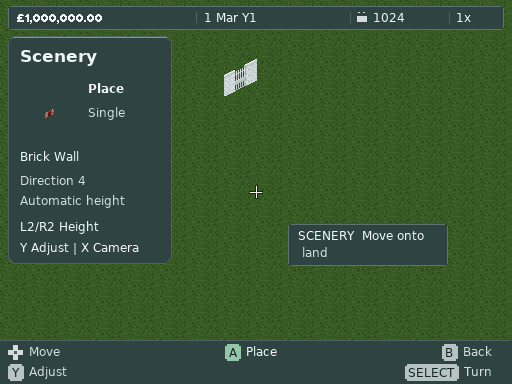 £1,000,000.00
1 Mar Y1
1024
1x
Scenery
Place
Single
Brick Wall
Direction 4
Automatic height
L2/R2 Height
Y Adjust | X Camera
SCENERY Move onto
land
Move
A Place
B Back
Y Adjust
SELECT Turn